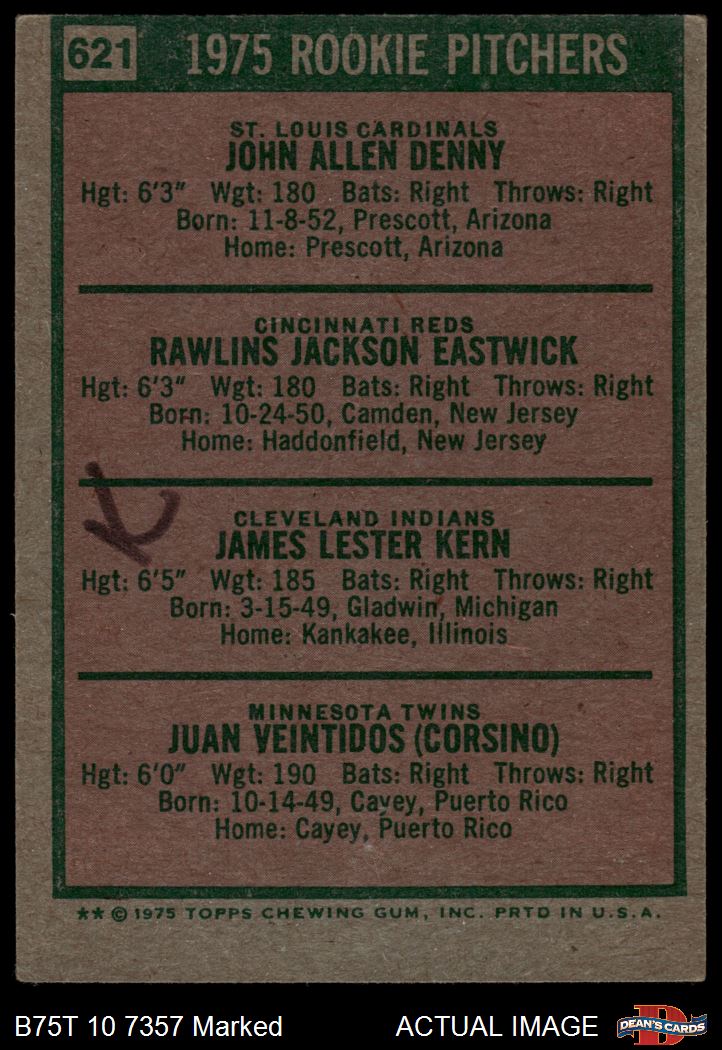 621 1975 ROOKIE PITCHERS
ST. LOUIS CARDINALS
JOHN ALLEN DENNY
Hgt: 6'3" Wgt: 180 Bats: Right Throws: Right
Born: 11-8-52, Prescott, Arizona
Home: Prescott, Arizona
CINCINNATI REDS
RAWLINS JACKSON EASTWICK
Hgt: 6'3" Wgt: 180 Bats: Right Throws: Right
Born: 10-24-50, Camden, New Jersey
Home: Haddonfield, New Jersey
K
CLEVELAND INDIANS
JAMES LESTER KERN
Hgt: 6'5" Wgt: 185 Bats: Right Throws: Right
Born: 3-15-49, Gladwin, Michigan
Home: Kankakee, Illinois
MINNESOTA TWINS
JUAN VEINTIDOS (CORSINO)
Hgt: 6'0" Wgt: 190 Bats: Right Throws: Right
Born: 10-14-49, Cayey, Puerto Rico
Home: Cayey, Puerto Rico
★★ © 1975 TOPPS CHEWING GUM, INC. PRTD IN U.S.A.
B75T 10 7357 Marked ACTUAL IMAGE
D
DEAN'S CARDS